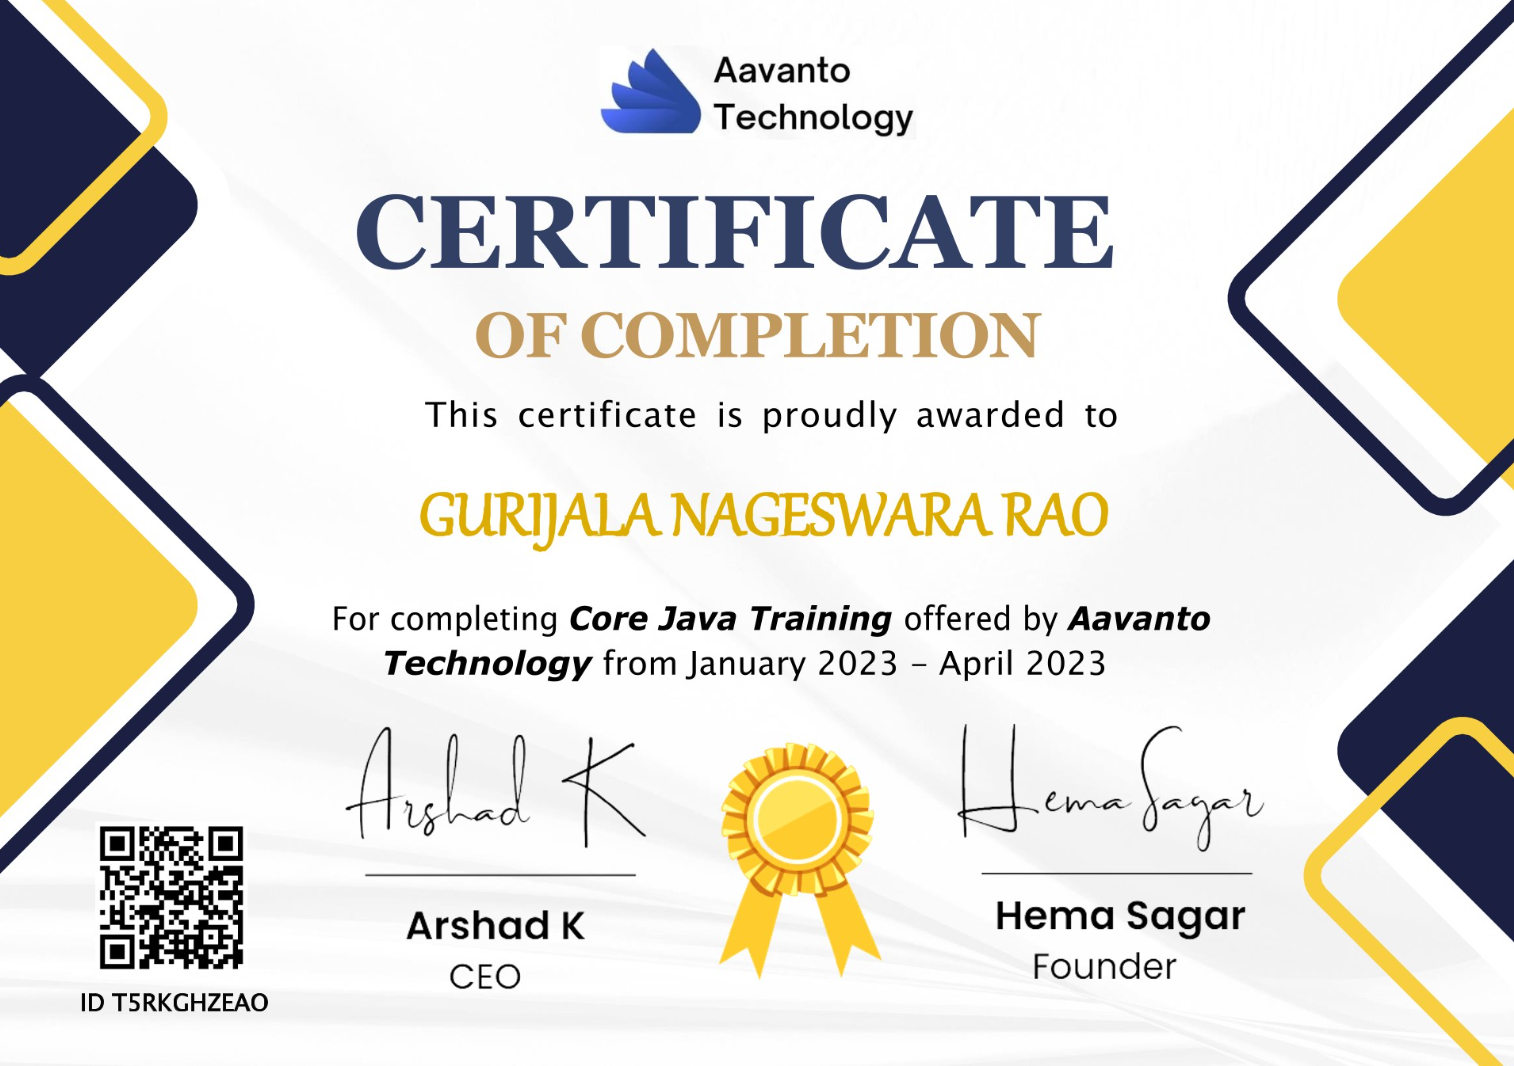 Aavanto
Technology
CERTIFICATE
OF COMPLETION
This certificate is proudly awarded to
GURIJALA NAGESWARA RAO
For completing Core Java Training offered by Aavanto
Technology from January 2023 – April 2023
Arshad K
Hema Sagar
Arshad K
CEO
Hema Sagar
Founder
ID T5RKGHZEAO